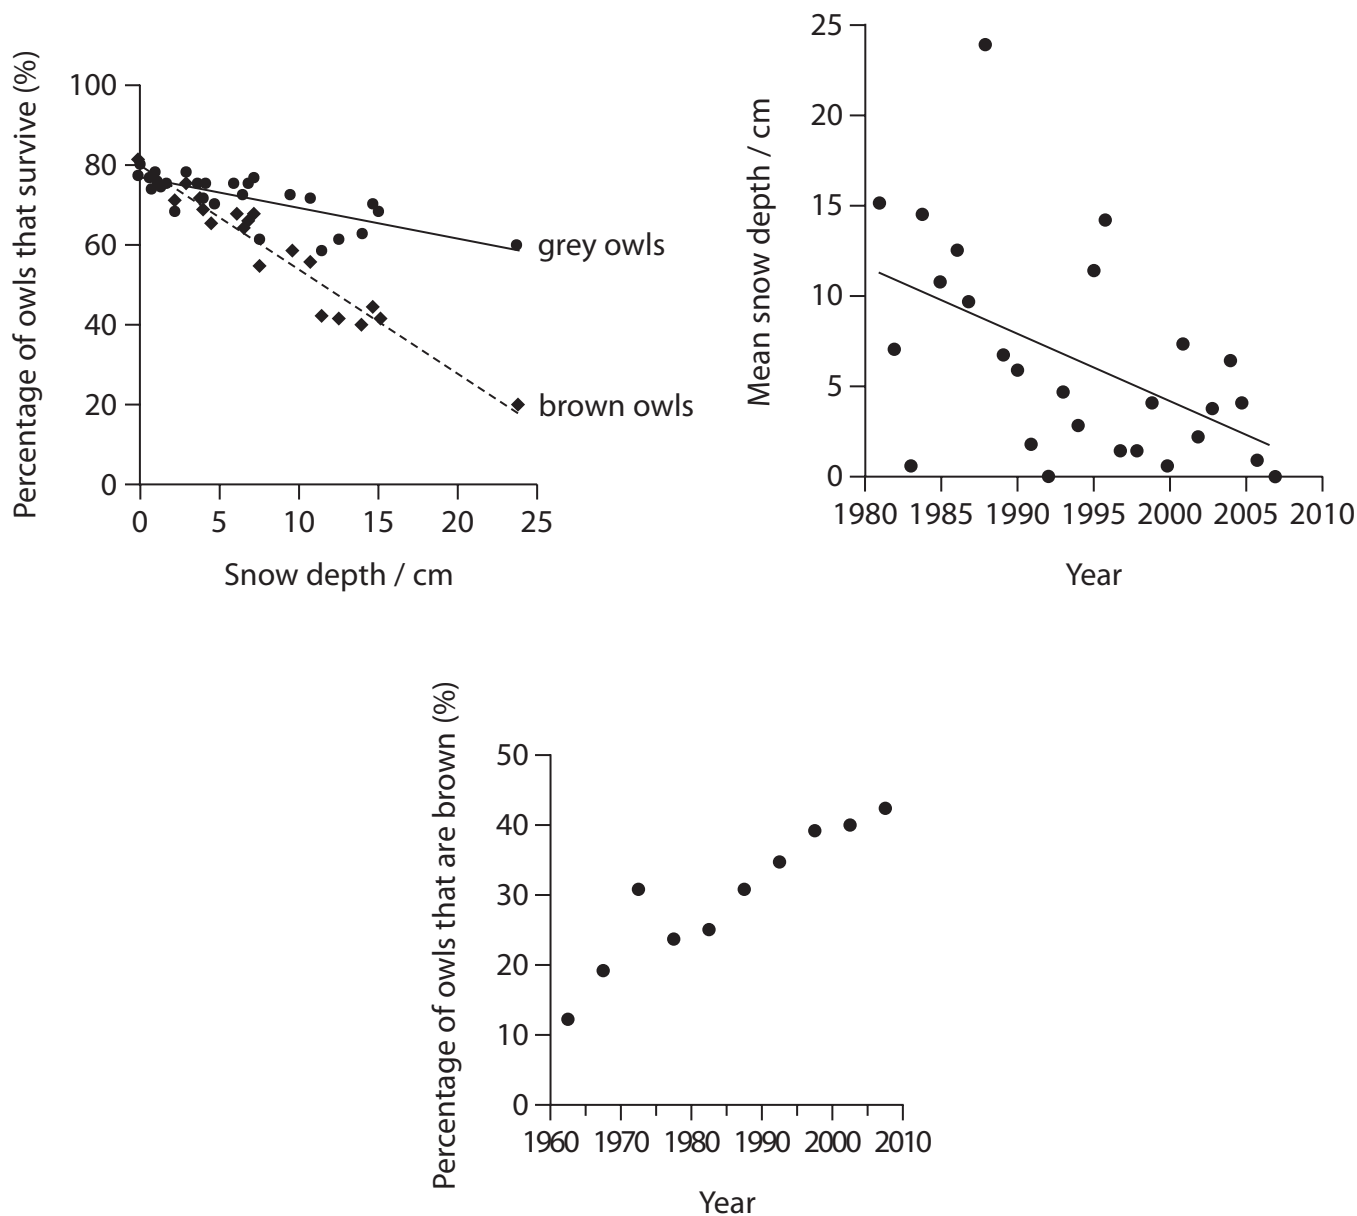 Percentage of owls that survive (%)
100
80
60
40
20
0
0 5 10 15 20 25
Snow depth / cm
grey owls
brown owls
Mean snow depth / cm
25
20
15
10
5
0
1980 1985 1990 1995 2000 2005 2010
Year
Percentage of owls that are brown (%)
50
40
30
20
10
0
1960 1970 1980 1990 2000 2010
Year